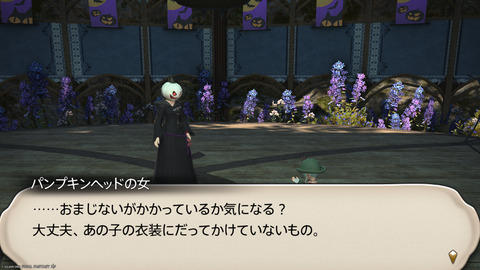 パンプキンヘッドの女
……おまじないがかかっているか気になる？
大丈夫、あの子の衣装にだってかけていないもの。